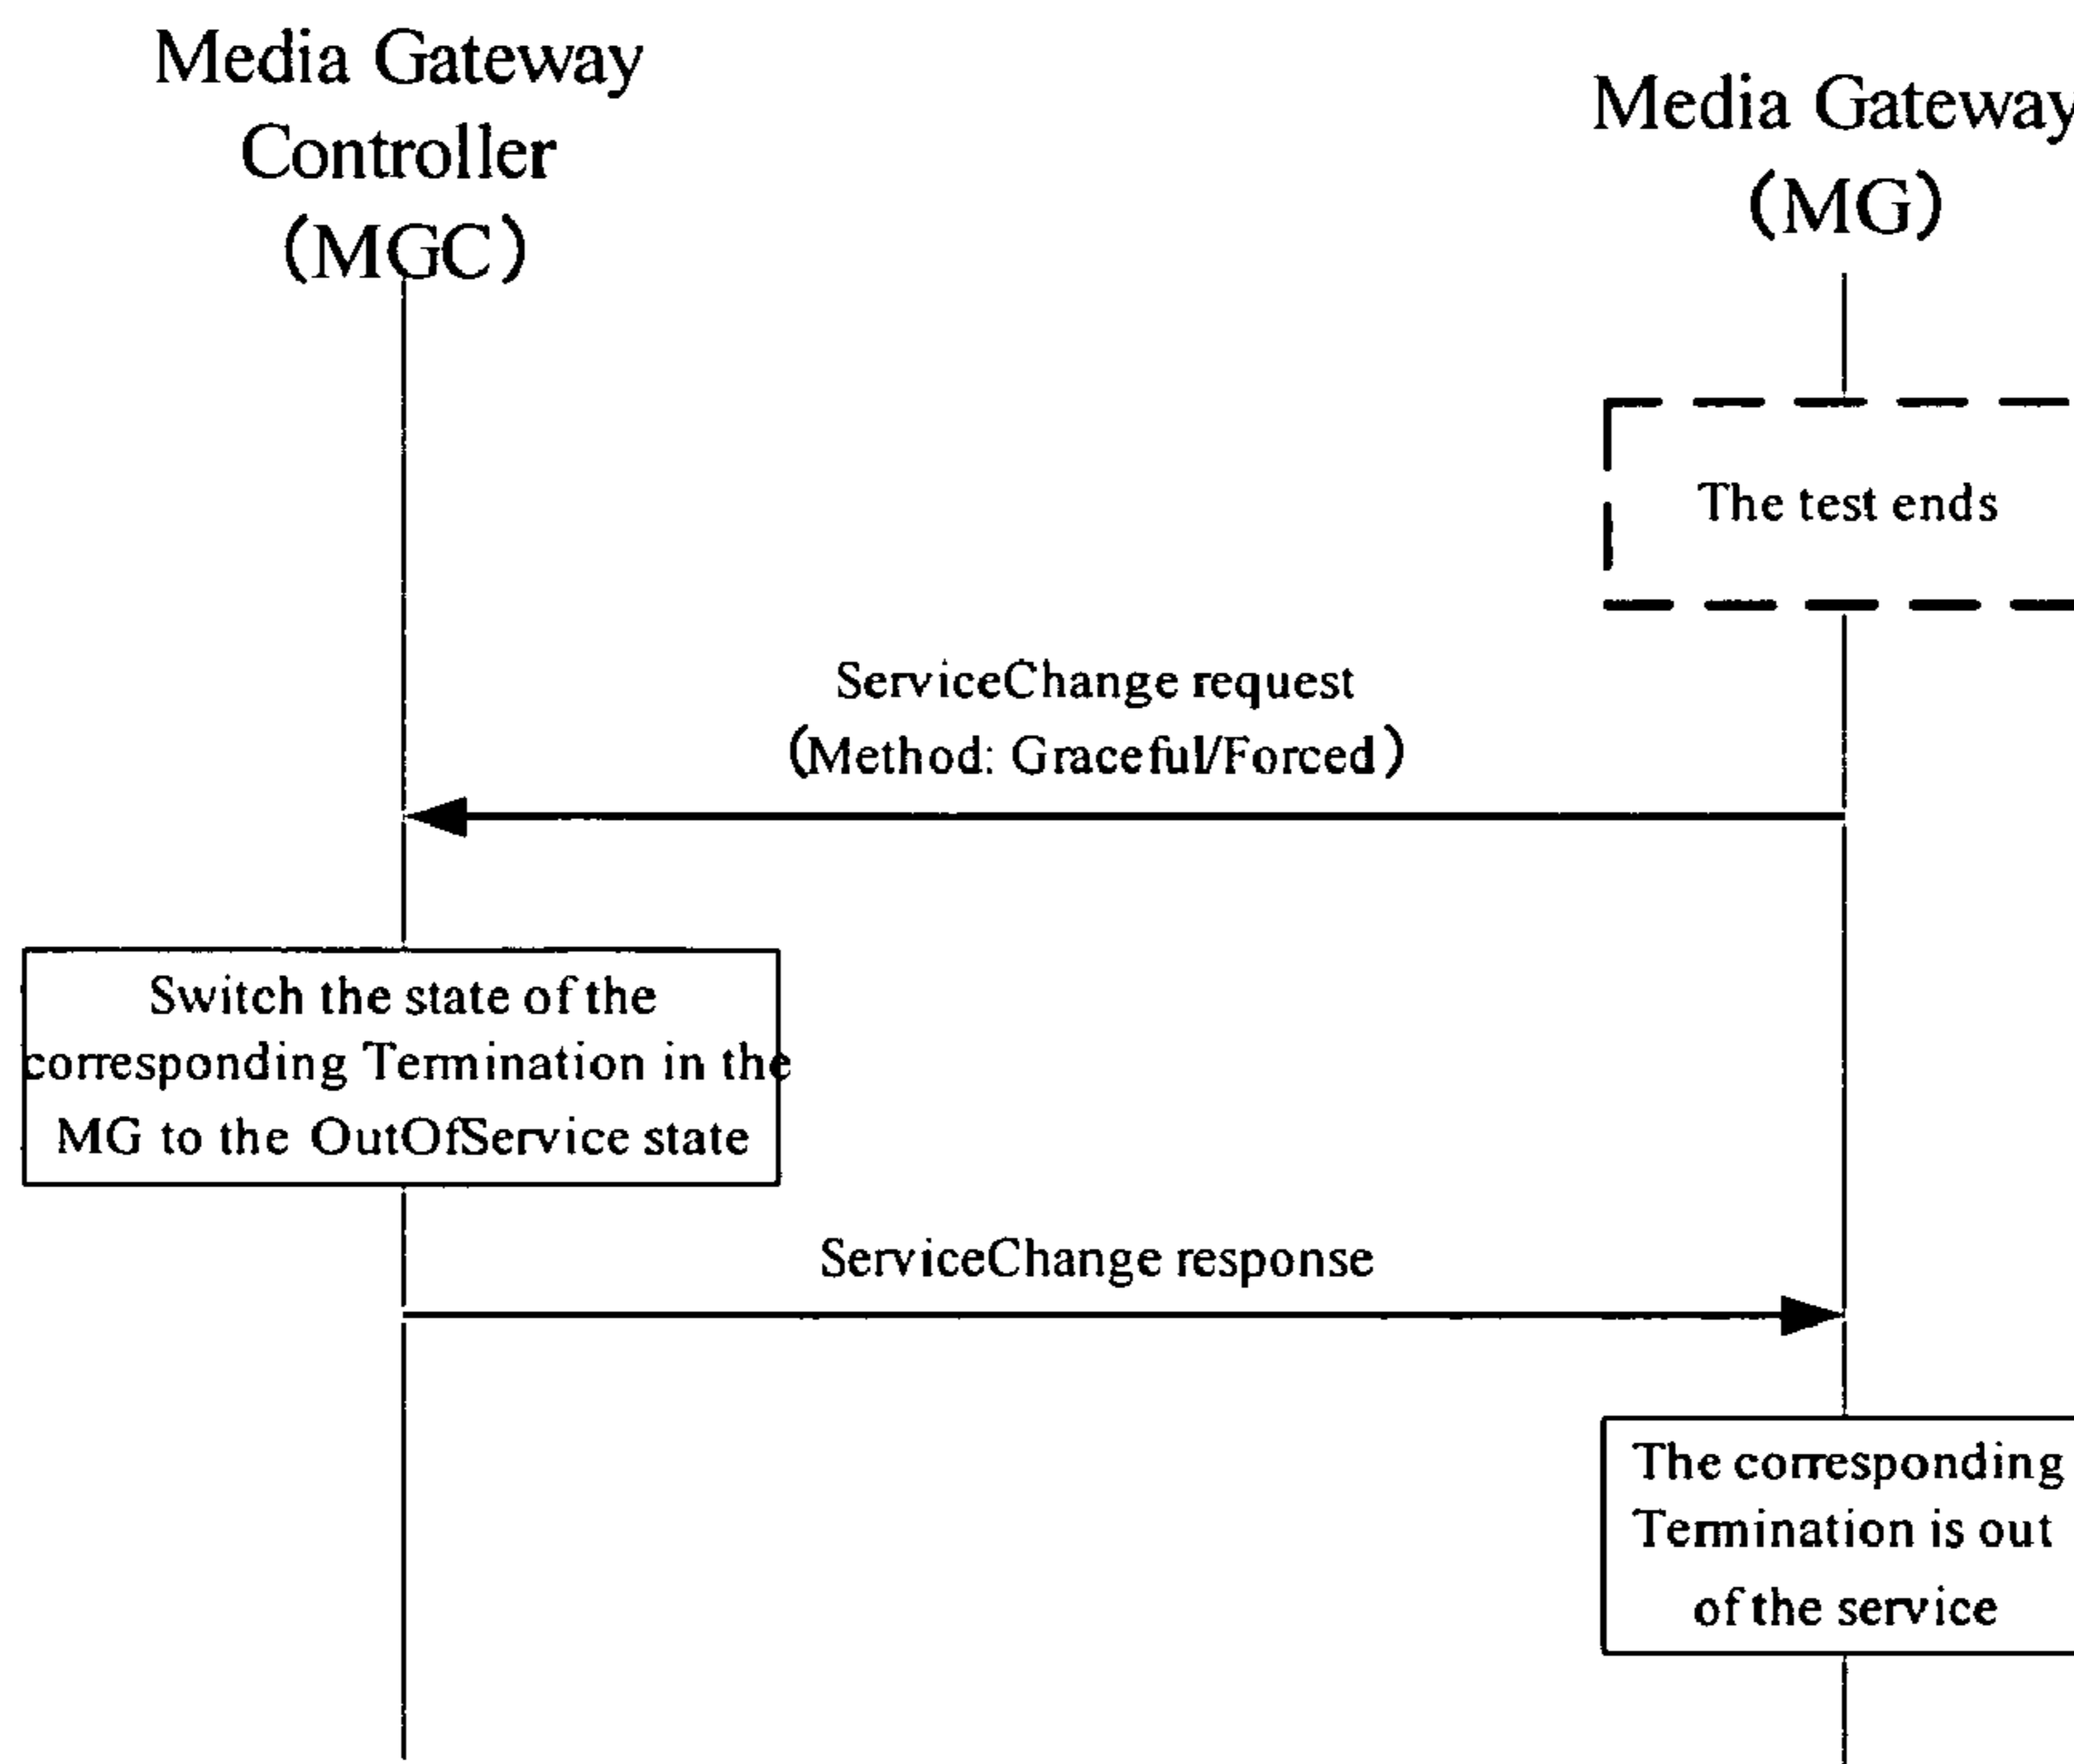 Media Gateway
Controller
(MGC)
Media Gateway
(MG)
The test ends
ServiceChange request
(Method: Graceful/Forced)
Switch the state of the
corresponding Termination in the
MG to the OutOfService state
ServiceChange response
The corresponding
Termination is out
of the service